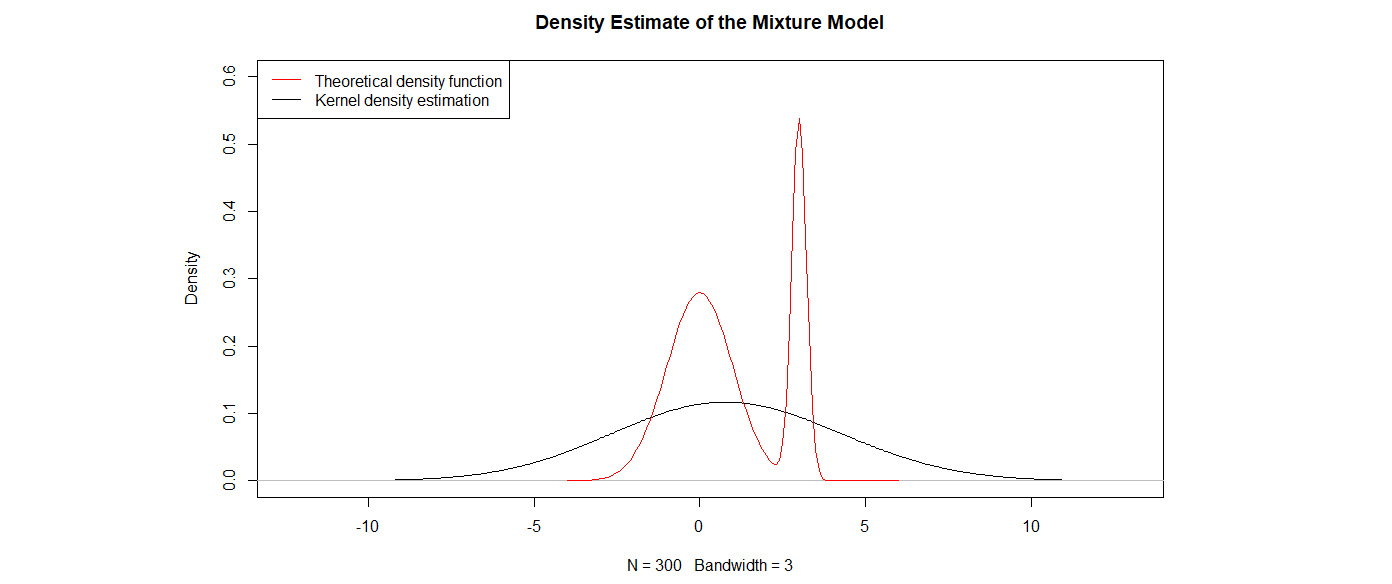 Density Estimate of the Mixture Model
Theoretical density function
Kernel density estimation
0.6
0.5
0.4
0.3
0.2
0.1
0.0
Density
-10 -5 0 5 10
N = 300 Bandwidth = 3